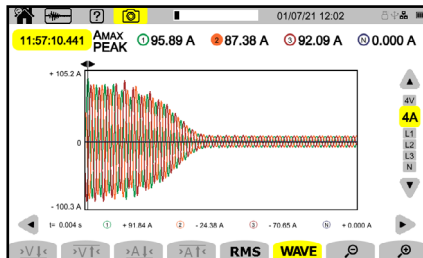 ? 01/07/21 12:02
11:57:10.441 AMAX PEAK 1 95.89 A 2 87.38 A 3 92.09 A N 0.000 A
+ 105.2 A
0
- 100.3 A
4V
4A
L1
L2
L3
N
t= 0.004 s 1 + 91.84 A 2 - 24.38 A 3 - 70.65 A N + 0.000 A
>V↓< >V↑< >A↓< >A↑< RMS WAVE